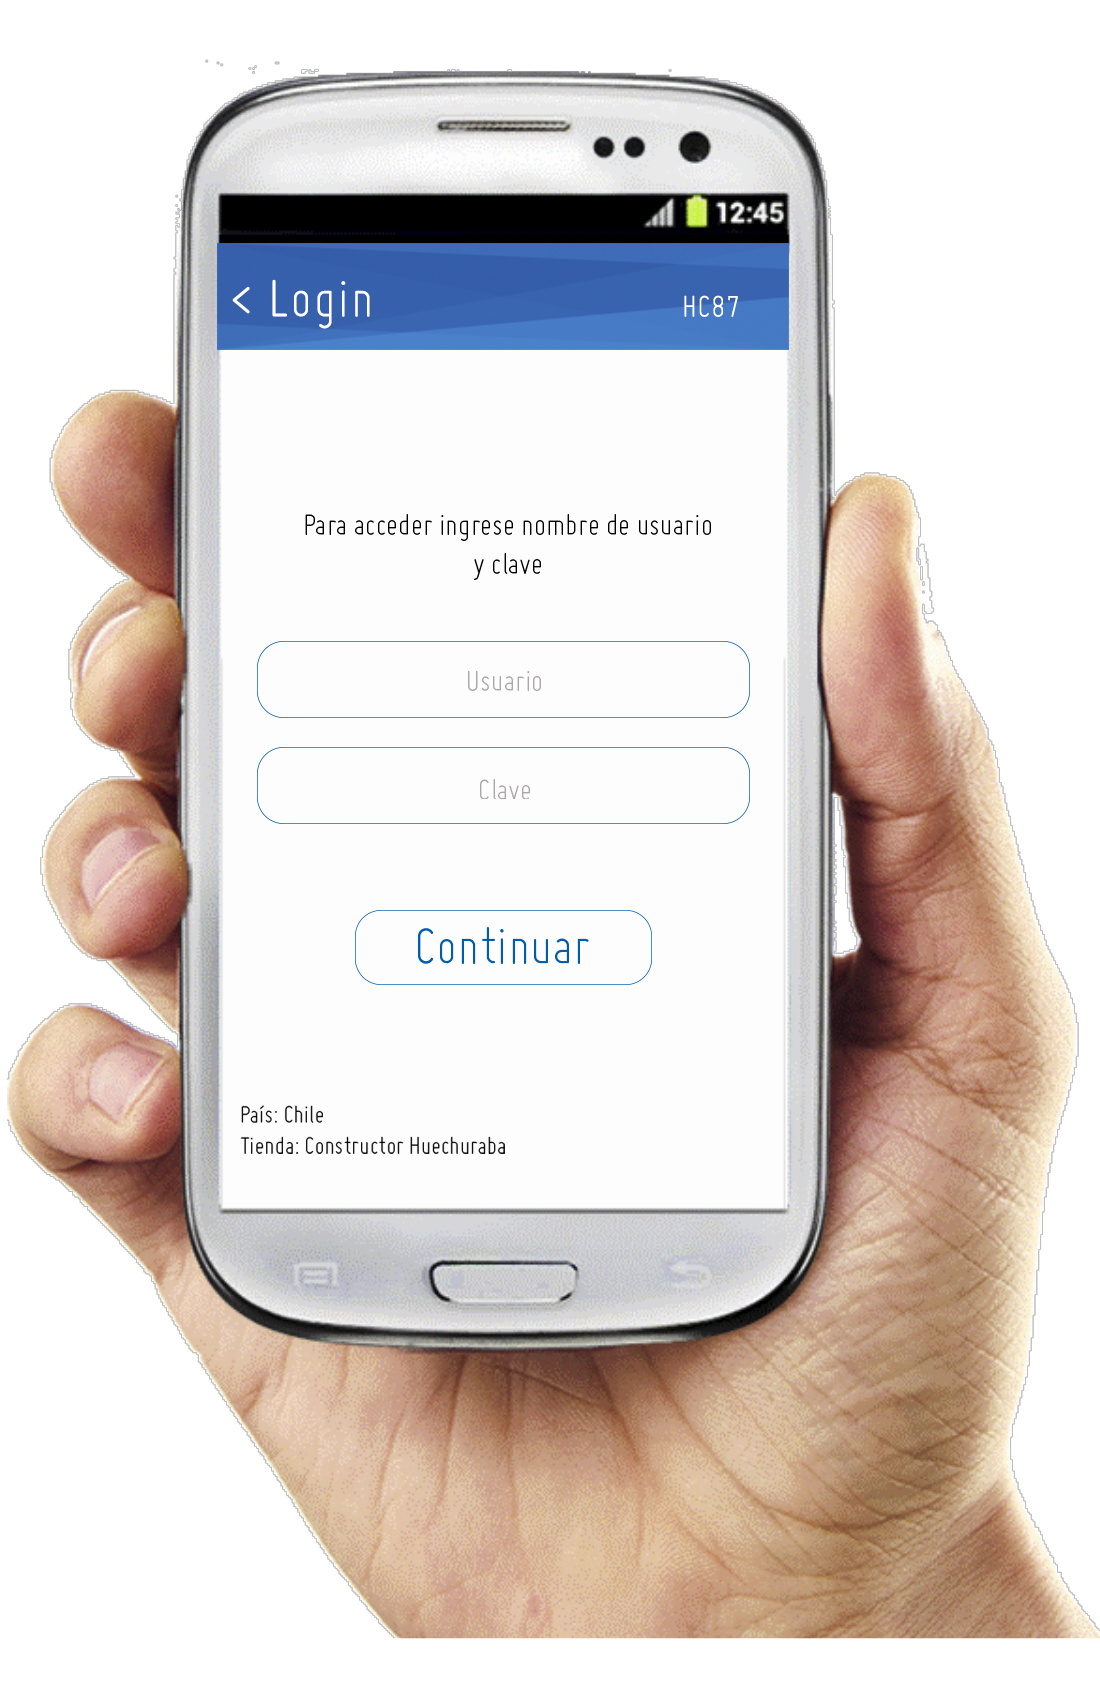 12:45
< Login HC87
Para acceder ingrese nombre de usuario
y clave
Usuario
Clave
Continuar
País: Chile
Tienda: Constructor Huechuraba